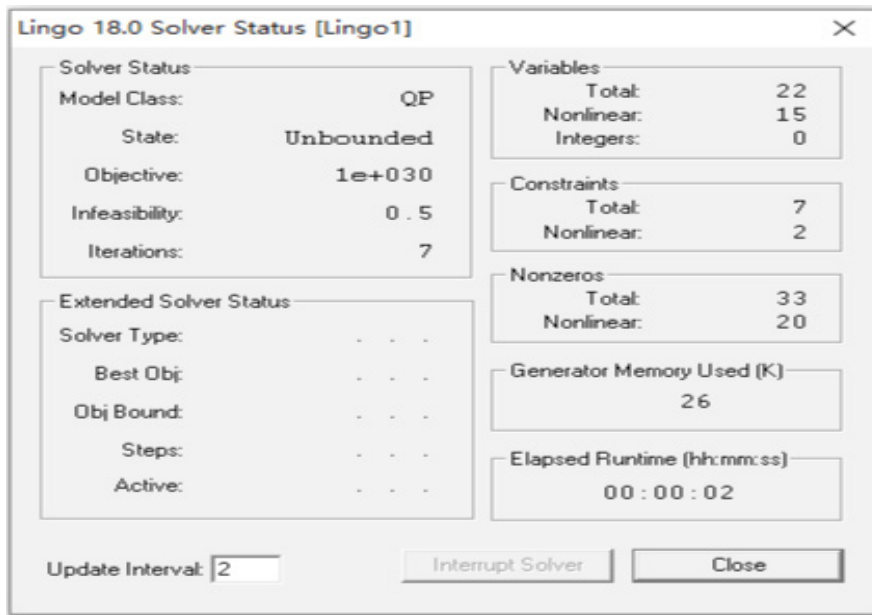 Lingo 18.0 Solver Status [Lingo1]
Solver Status
Model Class: QP
State: Unbounded
Objective: 1e+030
Infeasibility: 0.5
Iterations: 7
Extended Solver Status
Solver Type: . . .
Best Obj: . . .
Obj Bound: . . .
Steps: . . .
Active: . . .
Variables
Total: 22
Nonlinear: 15
Integers: 0
Constraints
Total: 7
Nonlinear: 2
Nonzeros
Total: 33
Nonlinear: 20
Generator Memory Used (K)
26
Elapsed Runtime (hh:mm:ss)
00:00:02
Update Interval: 2
Interrupt Solver
Close